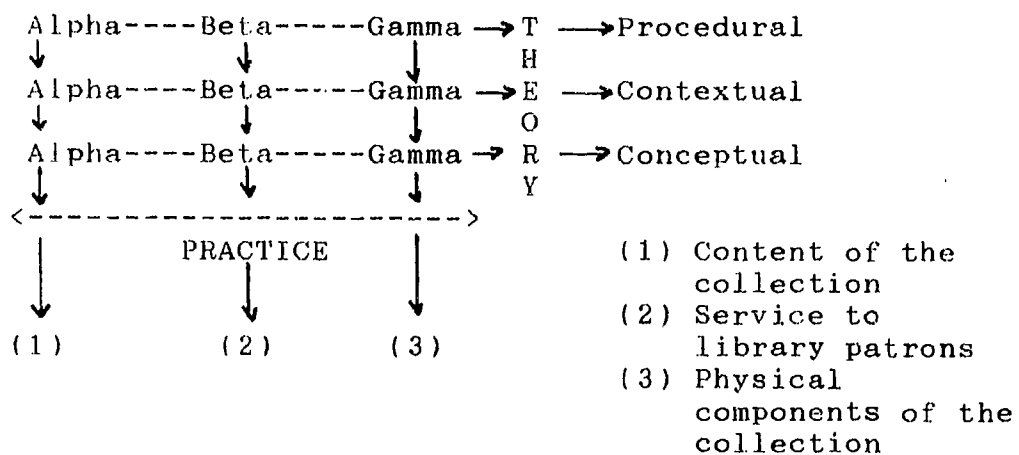 Alpha----Beta-----Gamma → T → Procedural
H
Alpha----Beta-----Gamma → E → Contextual
O
Alpha----Beta-----Gamma → R → Conceptual
Y
<--------------------------->
PRACTICE
(1) (2) (3)
(1) Content of the
collection
(2) Service to
library patrons
(3) Physical
components of the
collection